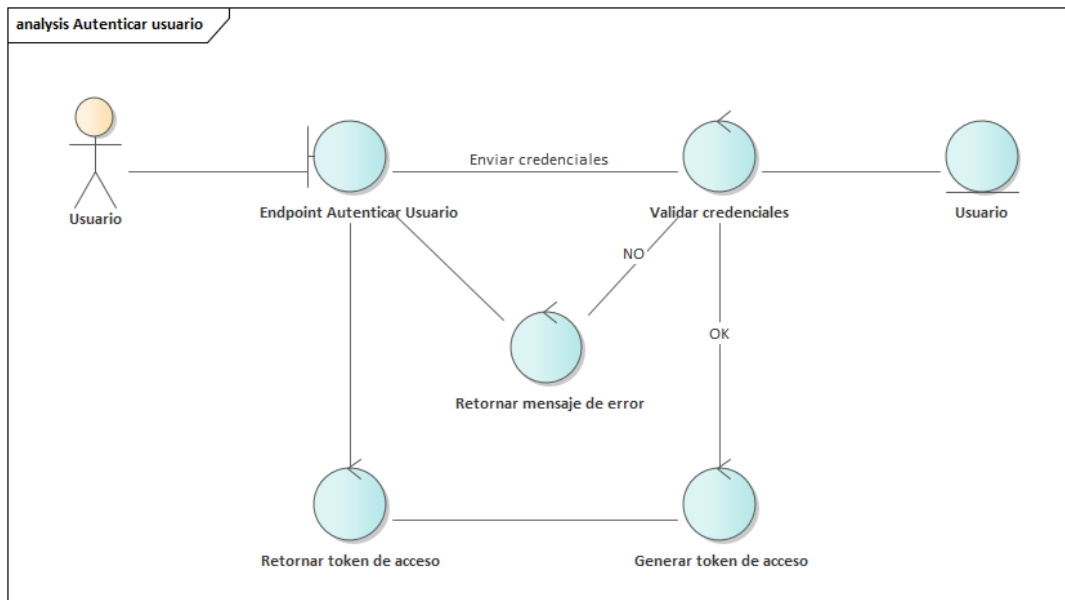 analysis Autenticar usuario
Enviar credenciales
Usuario
Endpoint Autenticar Usuario
Validar credenciales
Usuario
NO
OK
Retornar mensaje de error
Retornar token de acceso
Generar token de acceso